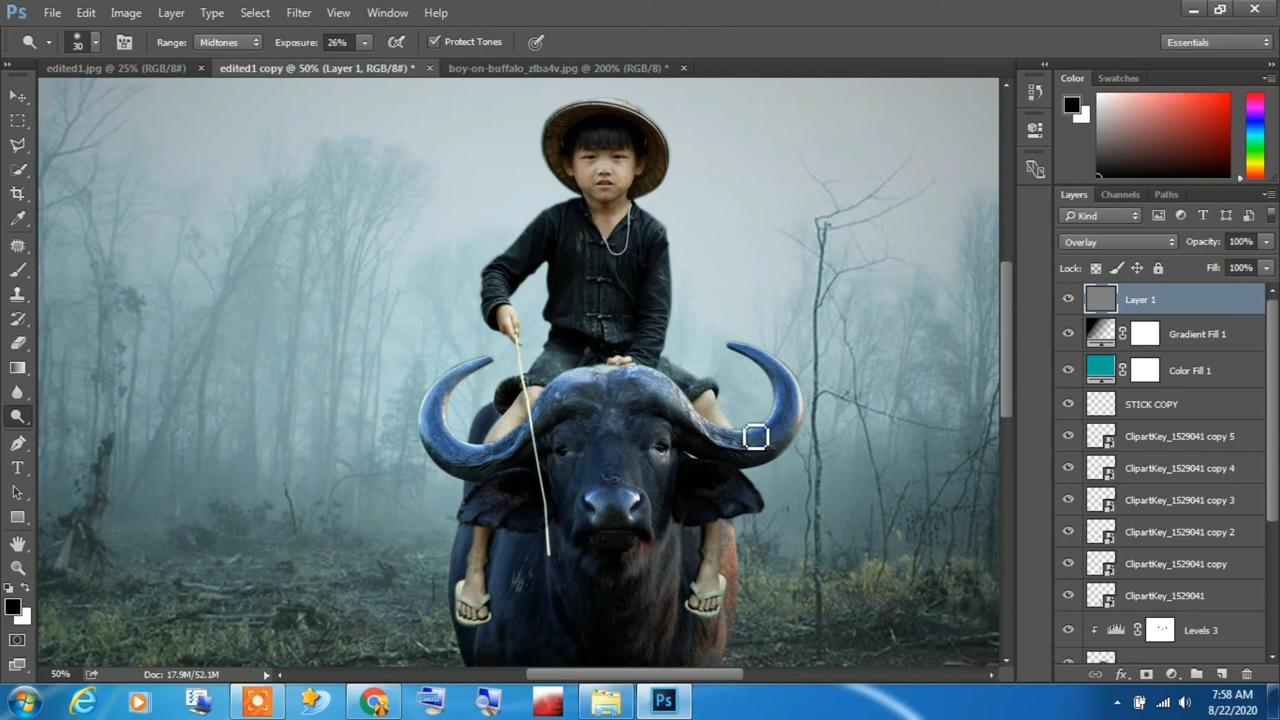 Ps File Edit Image Layer Type Select Filter View Window Help
30 Range: Midtones Exposure: 26% Protect Tones Essentials
edited1.jpg @ 25% (RGB/8#) × edited1 copy @ 50% (Layer 1, RGB/8#) * × boy-on-buffalo_zlba4v.jpg @ 200% (RGB/8) * ×
Color Swatches
Layers Channels Paths
Kind
Overlay Opacity: 100%
Lock: Fill: 100%
Layer 1
Gradient Fill 1
Color Fill 1
STICK COPY
ClipartKey_1529041 copy 5
ClipartKey_1529041 copy 4
ClipartKey_1529041 copy 3
ClipartKey_1529041 copy 2
ClipartKey_1529041 copy
ClipartKey_1529041
Levels 3
50% Doc: 17.9M/52.1M
fx
Ps
7:58 AM
8/22/2020